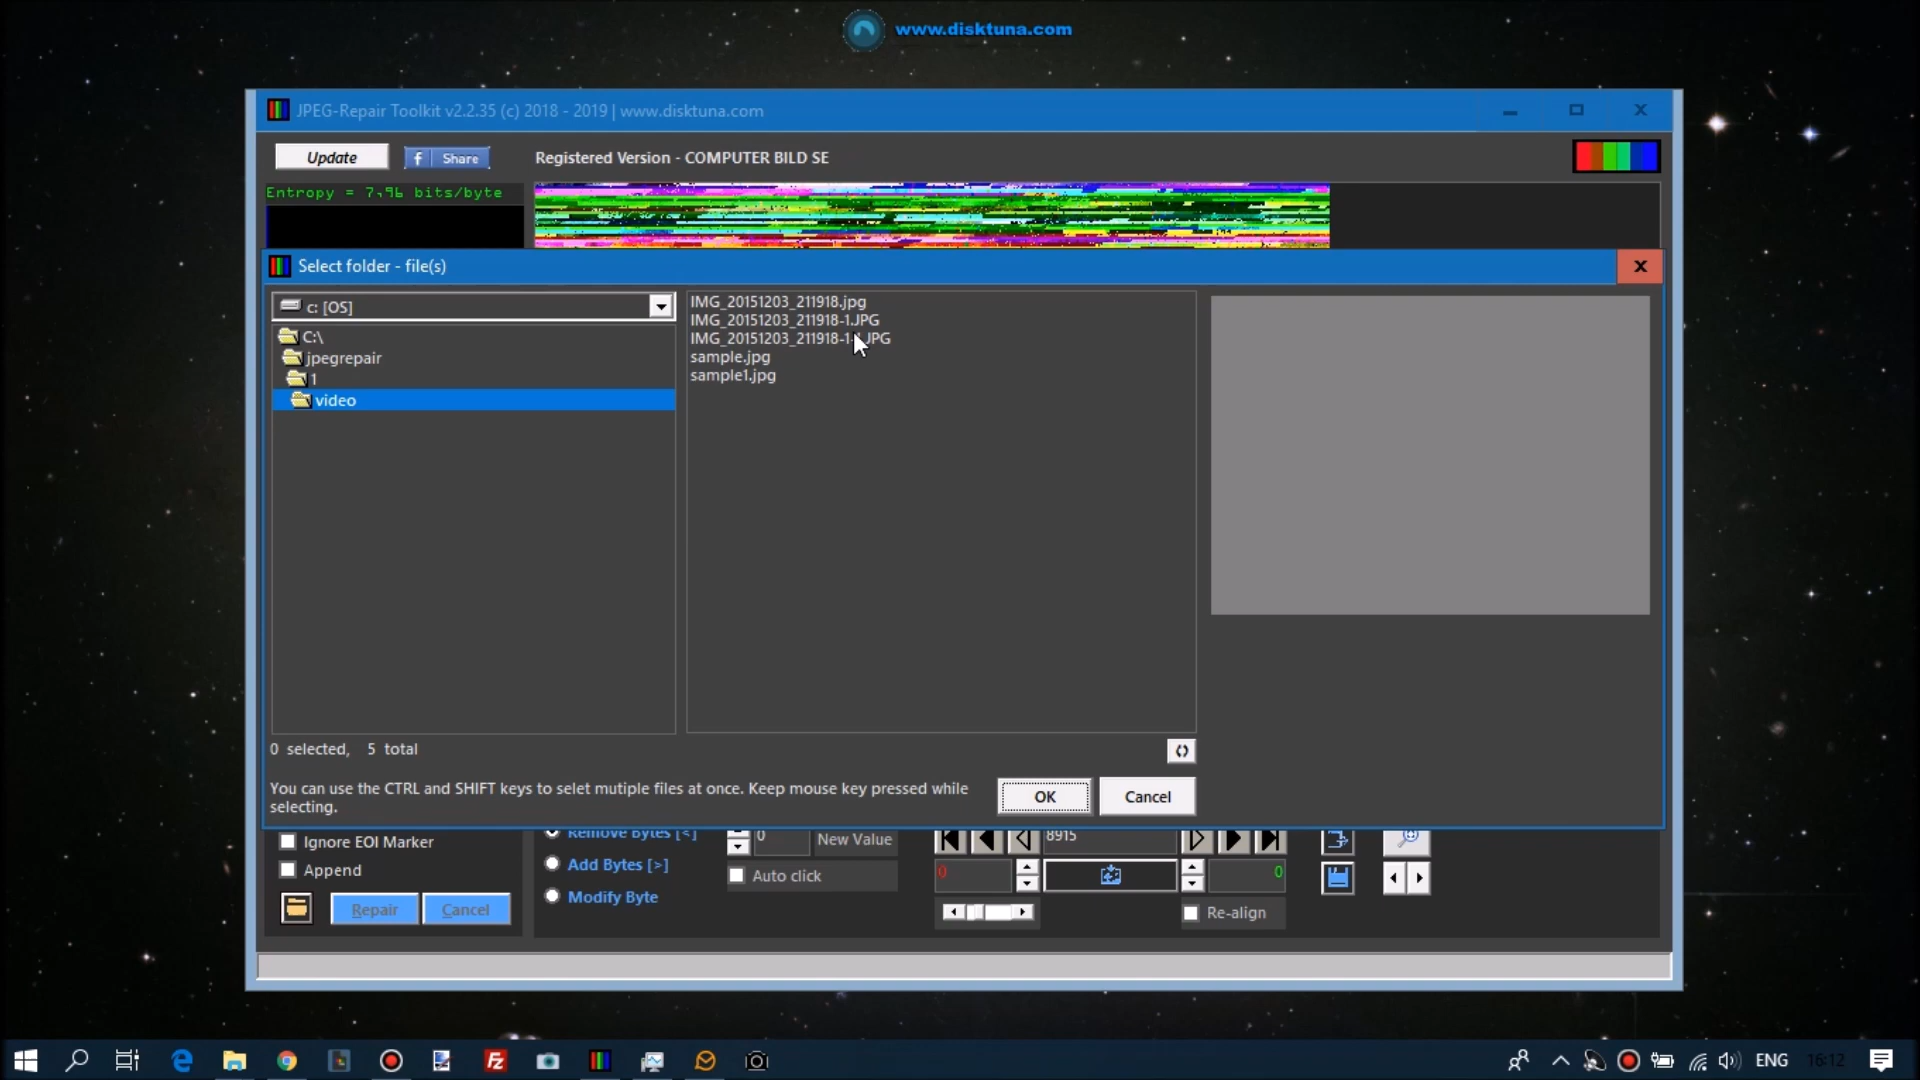 www.disktuna.com
JPEG-Repair Toolkit v2.2.35 (c) 2018 - 2019 | www.disktuna.com
Update
f Share
Registered Version - COMPUTER BILD SE
Entropy = 7,96 bits/byte
Select folder - file(s)
c: [OS]
C:\
jpegrepair
1
video
IMG_20151203_211918.jpg
IMG_20151203_211918-1.JPG
sample.jpg
sample1.jpg
0 selected, 5 total
You can use the CTRL and SHIFT keys to selet mutiple files at once. Keep mouse key pressed while
selecting.
OK
Cancel
Ignore EOI Marker
Append
Repair
Cancel
Remove Bytes [<]
Add Bytes [>]
Modify Byte
0
New Value
Auto click
8915
0
0
Re-align
Fz
ENG
16:12